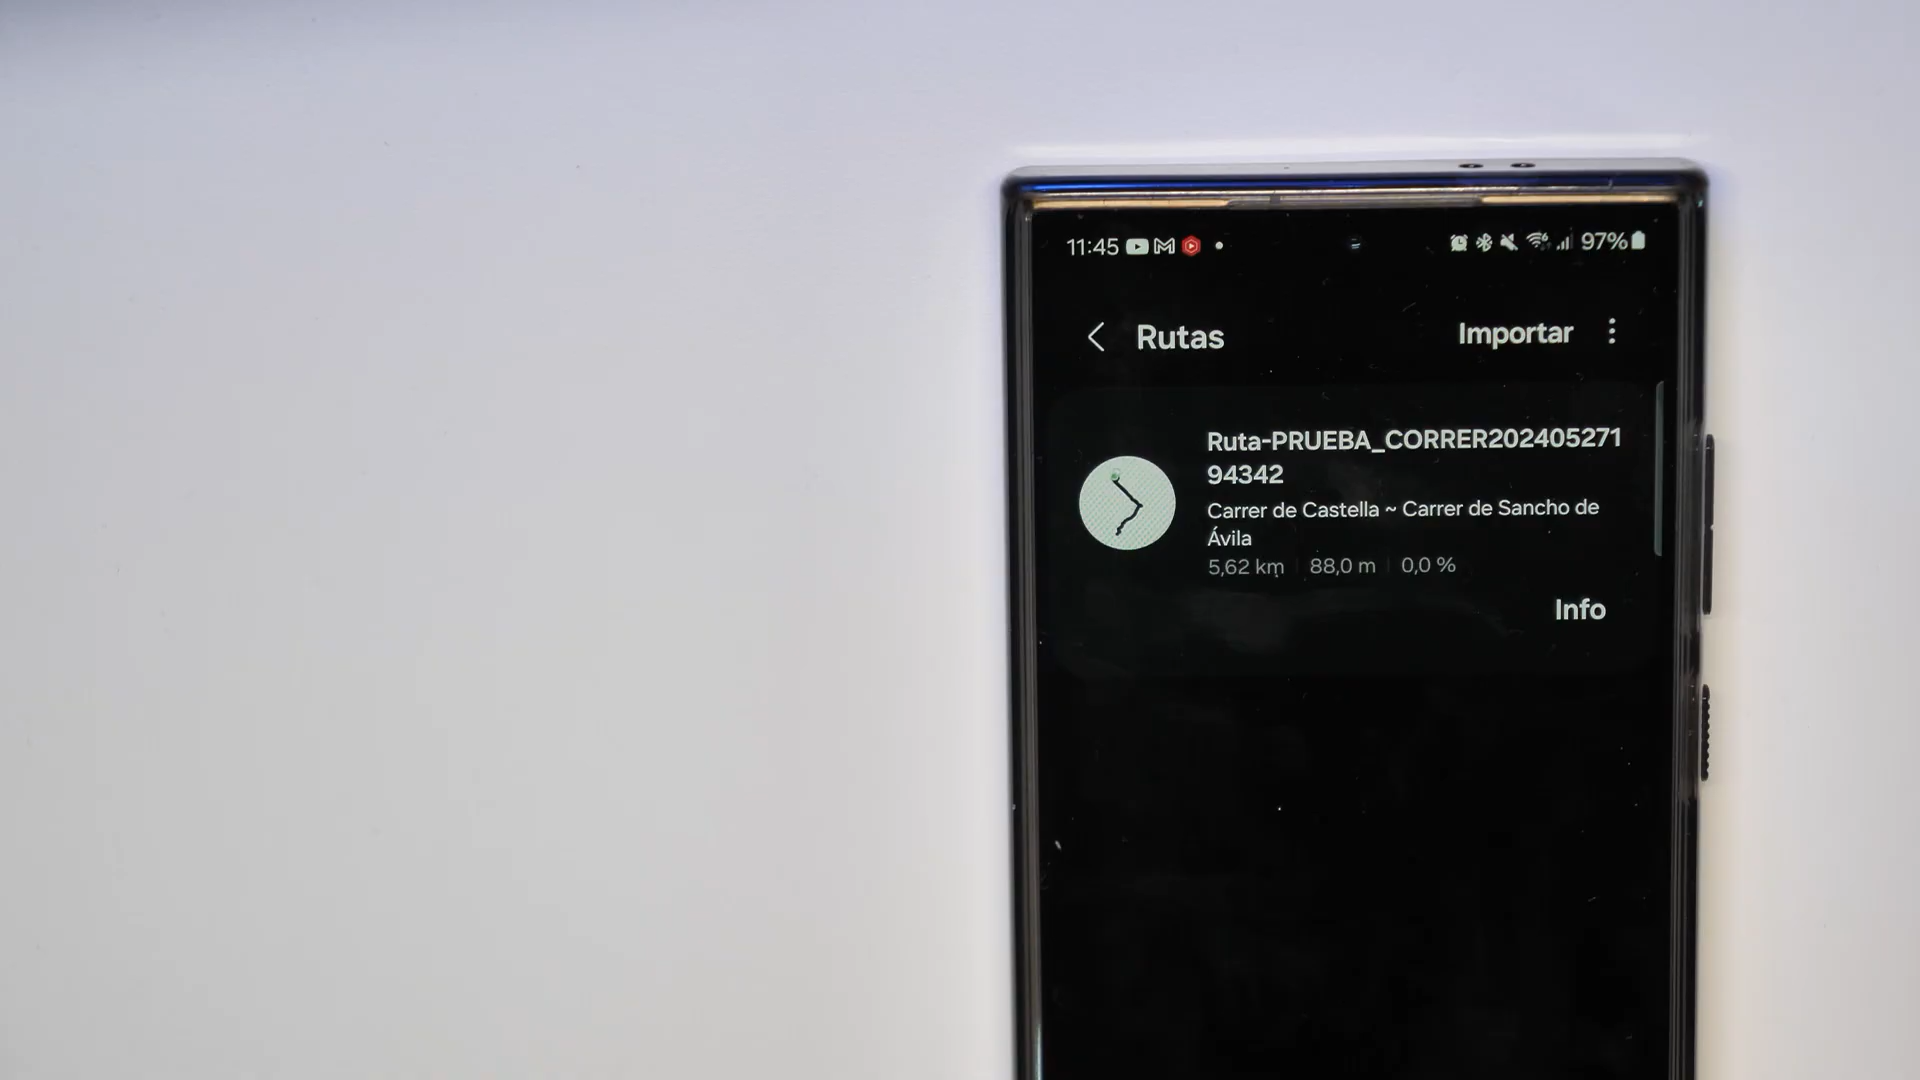 11:45 97%
Rutas Importar
Ruta-PRUEBA_CORRER202405271
94342
Carrer de Castella ~ Carrer de Sancho de
Ávila
5,62 km 88,0 m 0,0 %
Info